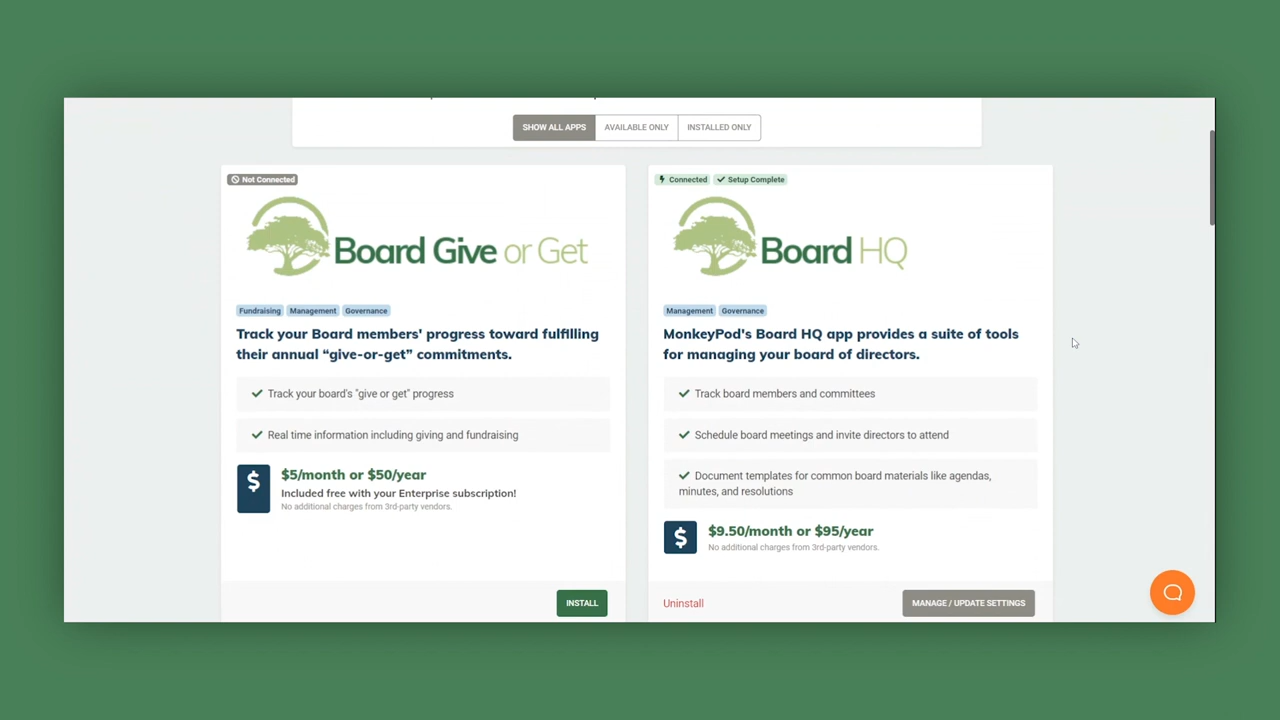 SHOW ALL APPS
AVAILABLE ONLY
INSTALLED ONLY
Not Connected
Board Give or Get
Fundraising
Management
Governance
Track your Board members' progress toward fulfilling
their annual “give-or-get” commitments.
Track your board's "give or get" progress
Real time information including giving and fundraising
$
$5/month or $50/year
Included free with your Enterprise subscription!
No additional charges from 3rd-party vendors.
INSTALL
Connected
Setup Complete
Board HQ
Management
Governance
MonkeyPod's Board HQ app provides a suite of tools
for managing your board of directors.
Track board members and committees
Schedule board meetings and invite directors to attend
Document templates for common board materials like agendas,
minutes, and resolutions
$
$9.50/month or $95/year
No additional charges from 3rd-party vendors.
Uninstall
MANAGE / UPDATE SETTINGS